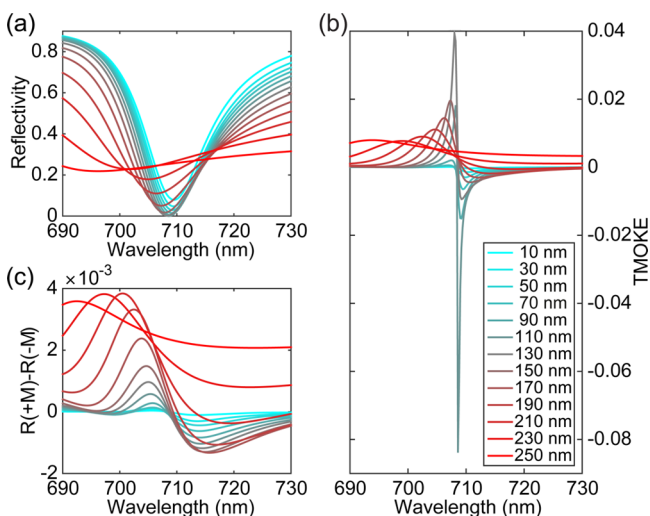 (a)
0.8
0.6
0.4
0.2
0
Reflectivity
690 700 710 720 730
Wavelength (nm)
(b)
0.04
0.02
0
-0.02
-0.04
-0.06
-0.08
TMOKE
10 nm
30 nm
50 nm
70 nm
90 nm
110 nm
130 nm
150 nm
170 nm
190 nm
210 nm
230 nm
250 nm
690 700 710 720 730
Wavelength (nm)
(c)
×10⁻³
4
2
0
-2
R(+M)-R(-M)
690 700 710 720 730
Wavelength (nm)